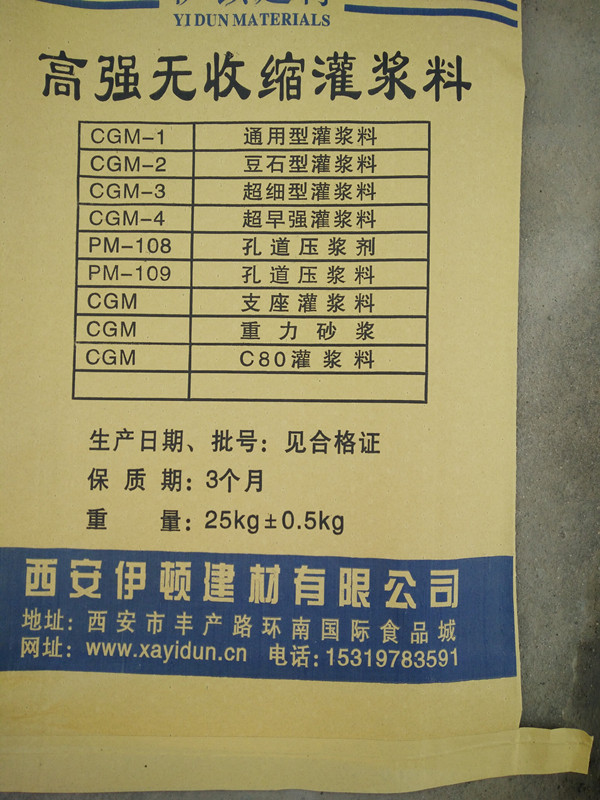 YI DUN MATERIALS
高强无收缩灌浆料
CGM-1 通用型灌浆料
CGM-2 豆石型灌浆料
CGM-3 超细型灌浆料
CGM-4 超早强灌浆料
PM-108 孔道压浆剂
PM-109 孔道压浆料
CGM 支座灌浆料
CGM 重力砂浆
CGM C80灌浆料
生产日期、批号：见合格证
保质期：3个月
重量：25kg±0.5kg
西安伊顿建材有限公司
地址：西安市丰产路环南国际食品城
网址：www.xayidun.cn 电话：15319783591